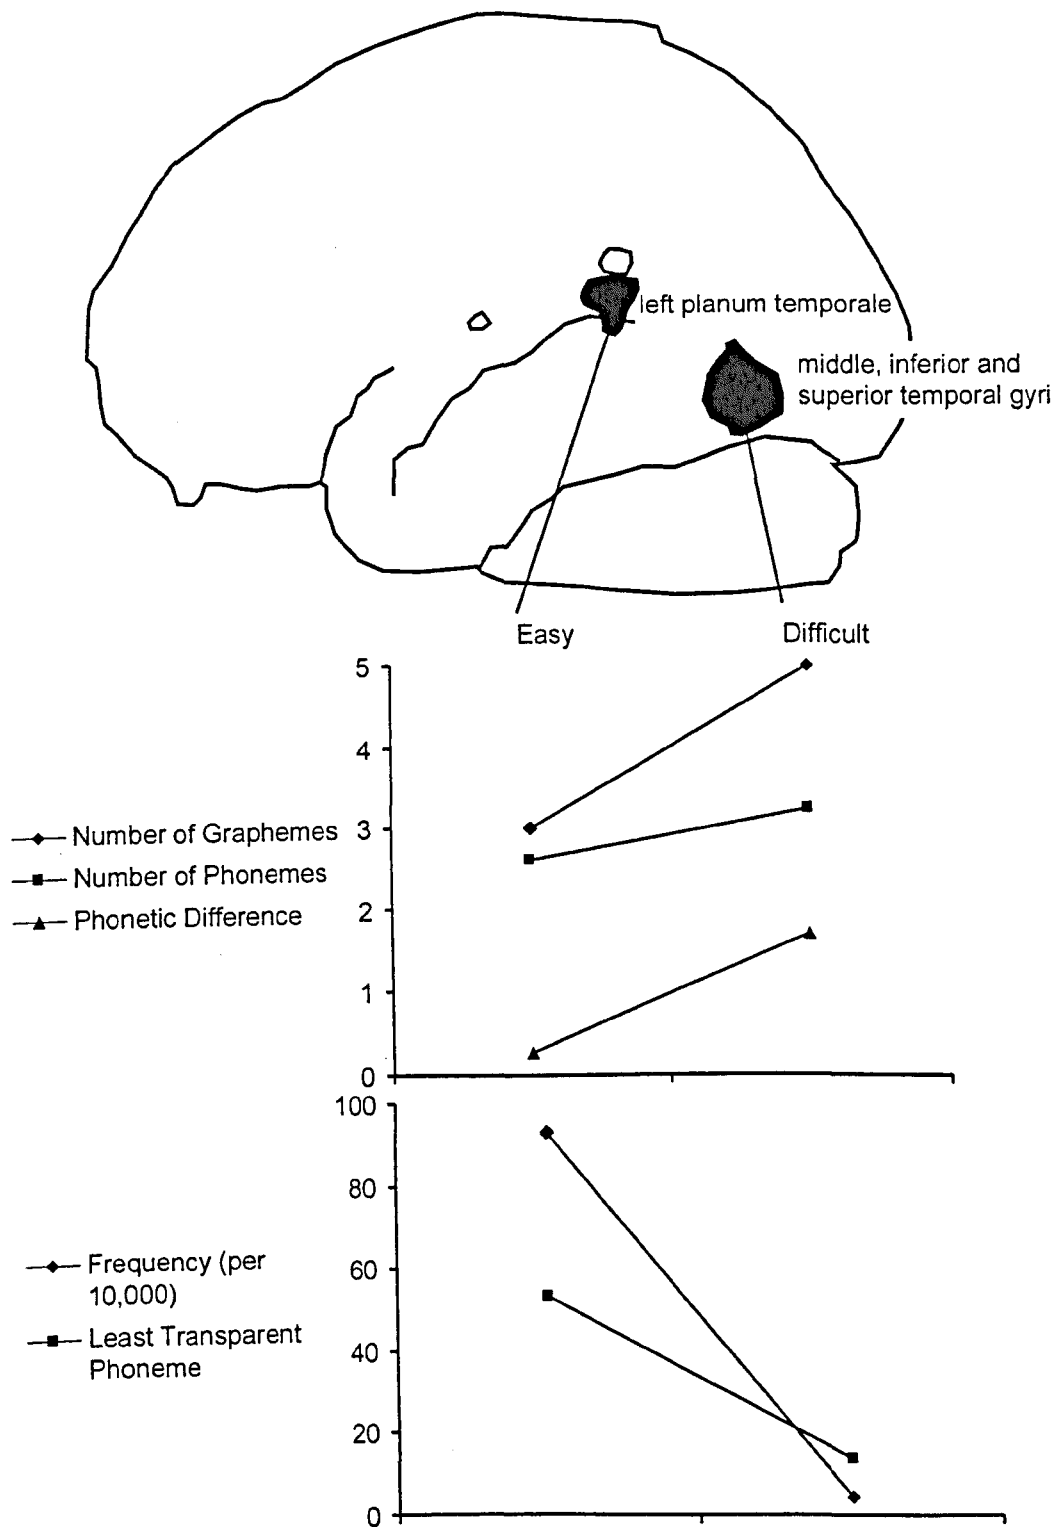 left planum temporale
middle, inferior and
superior temporal gyri
Easy
Difficult
5
4
3
2
1
0
Number of Graphemes
Number of Phonemes
Phonetic Difference
100
80
60
40
20
0
Frequency (per
10,000)
Least Transparent
Phoneme